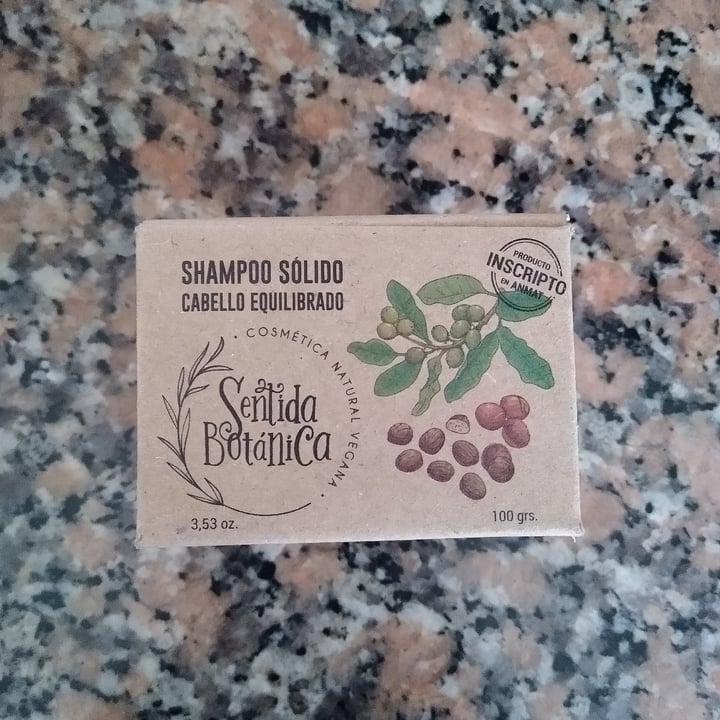 SHAMPOO SÓLIDO
CABELLO EQUILIBRADO
PRODUCTO
INSCRIPTO
EN ANMAT
· COSMÉTICA NATURAL VEGANA ·
Sentida
Botánica
3,53 oz.
100 grs.